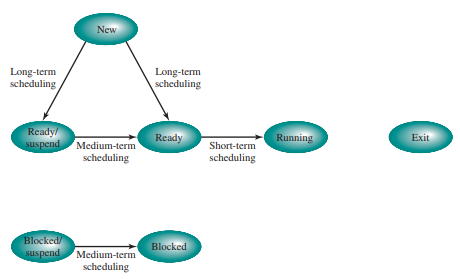 New
Long-term
scheduling
Long-term
scheduling
Ready/
suspend
Medium-term
scheduling
Ready
Short-term
scheduling
Running
Exit
Blocked/
suspend
Medium-term
scheduling
Blocked